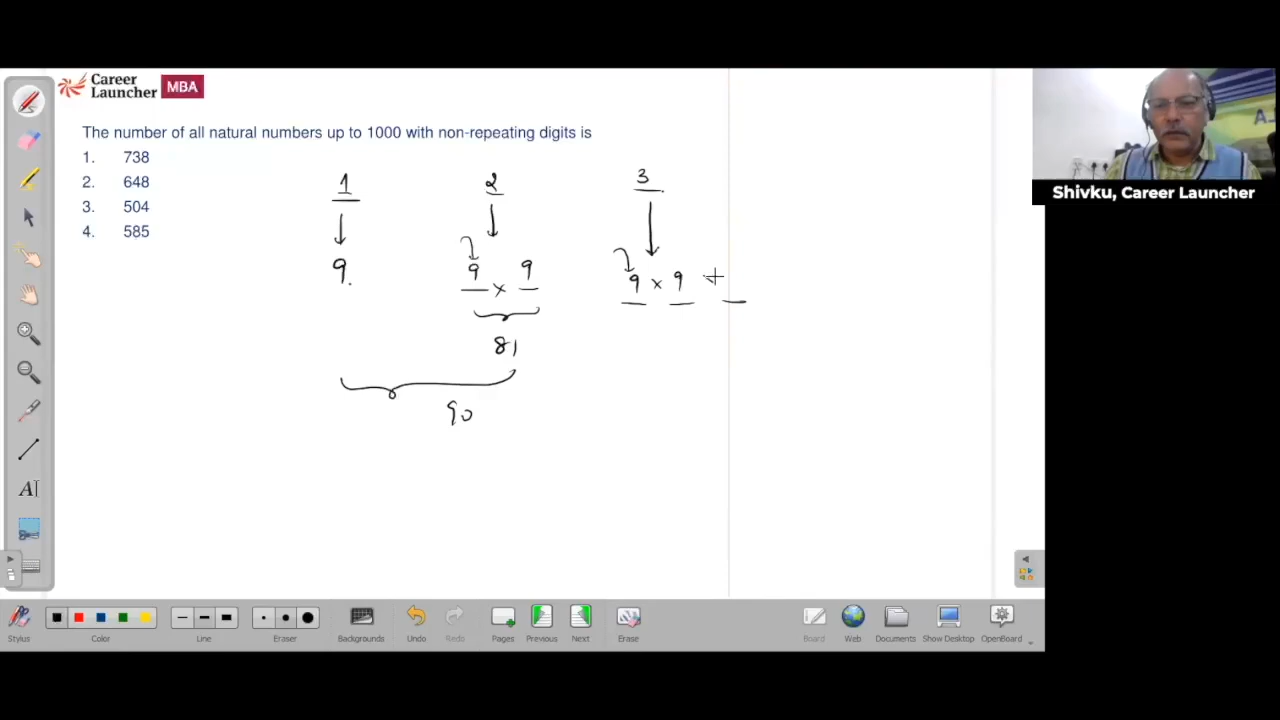 Career
Launcher MBA
The number of all natural numbers up to 1000 with non-repeating digits is
1. 738
2. 648
3. 504
4. 585
1 2 3
9. 9 × 9 9 × 9
81
90
Shivku, Career Launcher
AI
Stylus Color Line Eraser Backgrounds Undo Redo Pages Previous Next Erase Board Web Documents Show Desktop OpenBoard